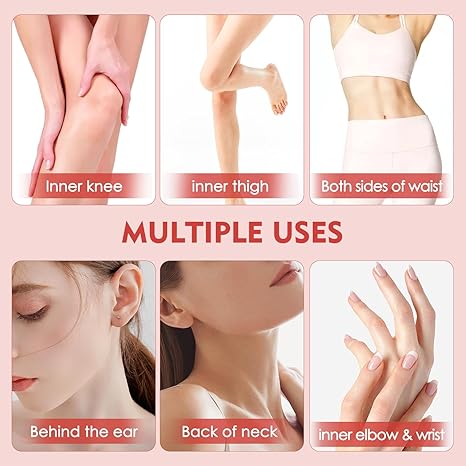 Inner knee
inner thigh
Both sides of waist
MULTIPLE USES
Behind the ear
Back of neck
inner elbow & wrist